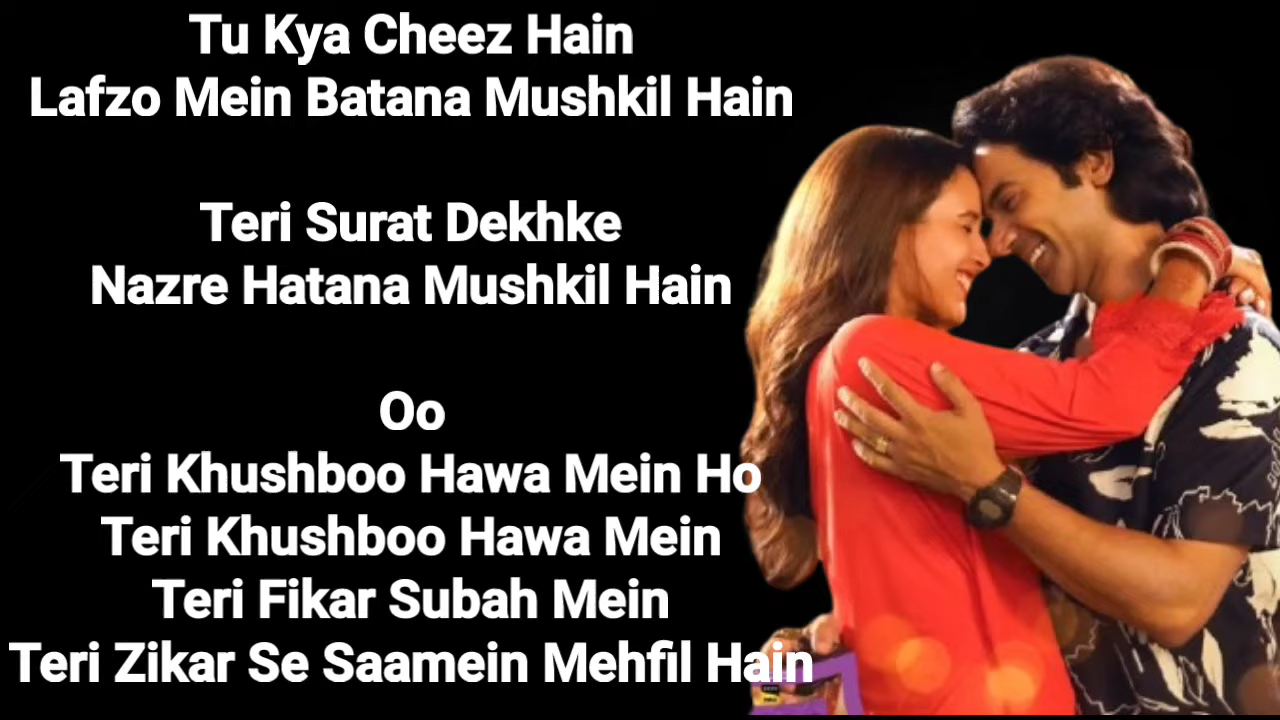 Tu Kya Cheez Hain
Lafzo Mein Batana Mushkil Hain
Teri Surat Dekhke
Nazre Hatana Mushkil Hain
Oo
Teri Khushboo Hawa Mein Ho
Teri Khushboo Hawa Mein
Teri Fikar Subah Mein
Teri Zikar Se Saamein Mehfil Hain